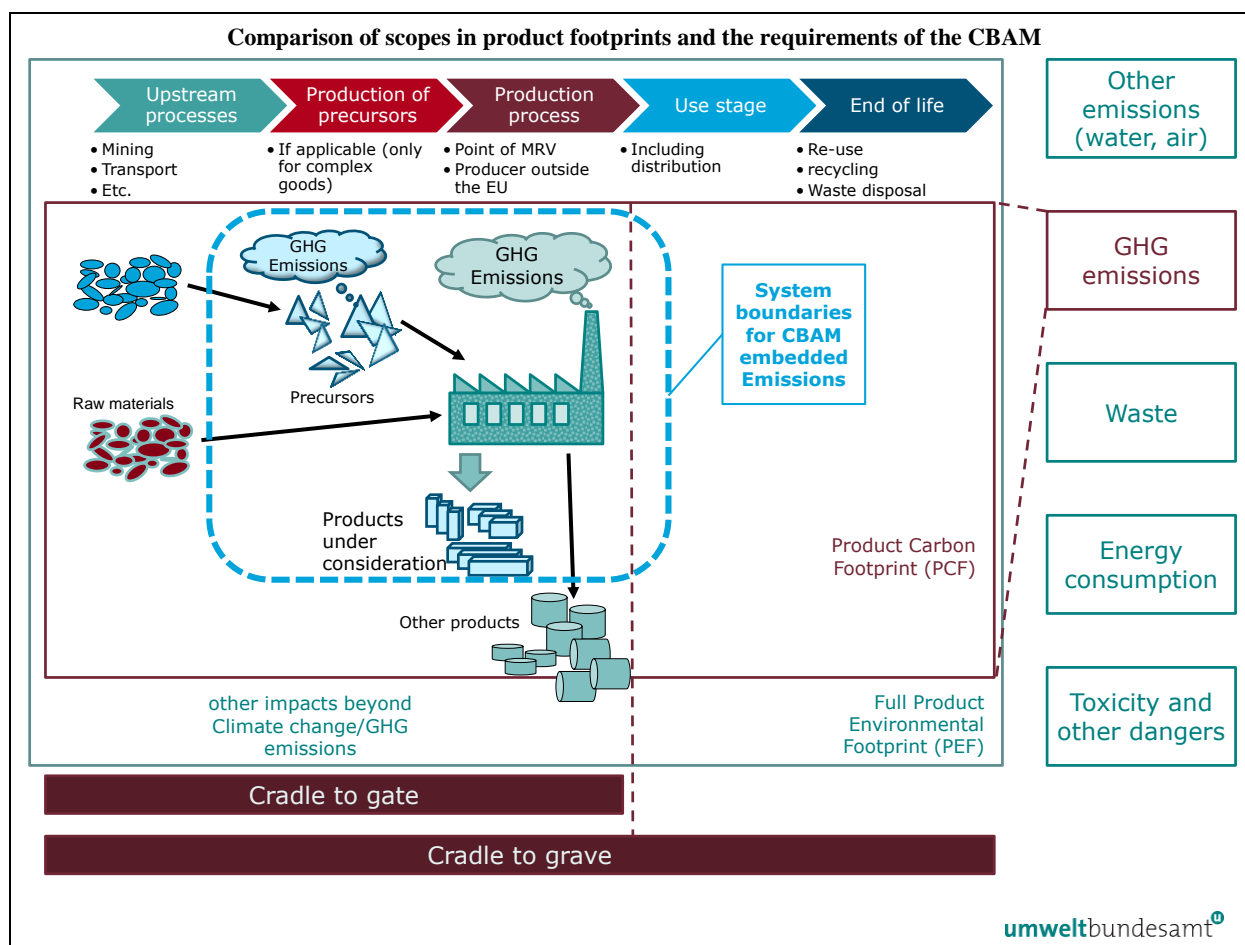 Comparison of scopes in product footprints and the requirements of the CBAM
Upstream
processes
Production of
precursors
Production
process
Use stage
End of life
• Mining
• Transport
• Etc.
• If applicable (only
for complex
goods)
• Point of MRV
• Producer outside
the EU
• Including
distribution
• Re-use
• recycling
• Waste disposal
GHG
Emissions
GHG
Emissions
Precursors
Raw materials
Products
under
consideration
Other products
System
boundaries
for CBAM
embedded
Emissions
Product Carbon
Footprint (PCF)
other impacts beyond
Climate change/GHG
emissions
Full Product
Environmental
Footprint (PEF)
Cradle to gate
Cradle to grave
Other
emissions
(water, air)
GHG
emissions
Waste
Energy
consumption
Toxicity and
other dangers
umweltbundesamt
u